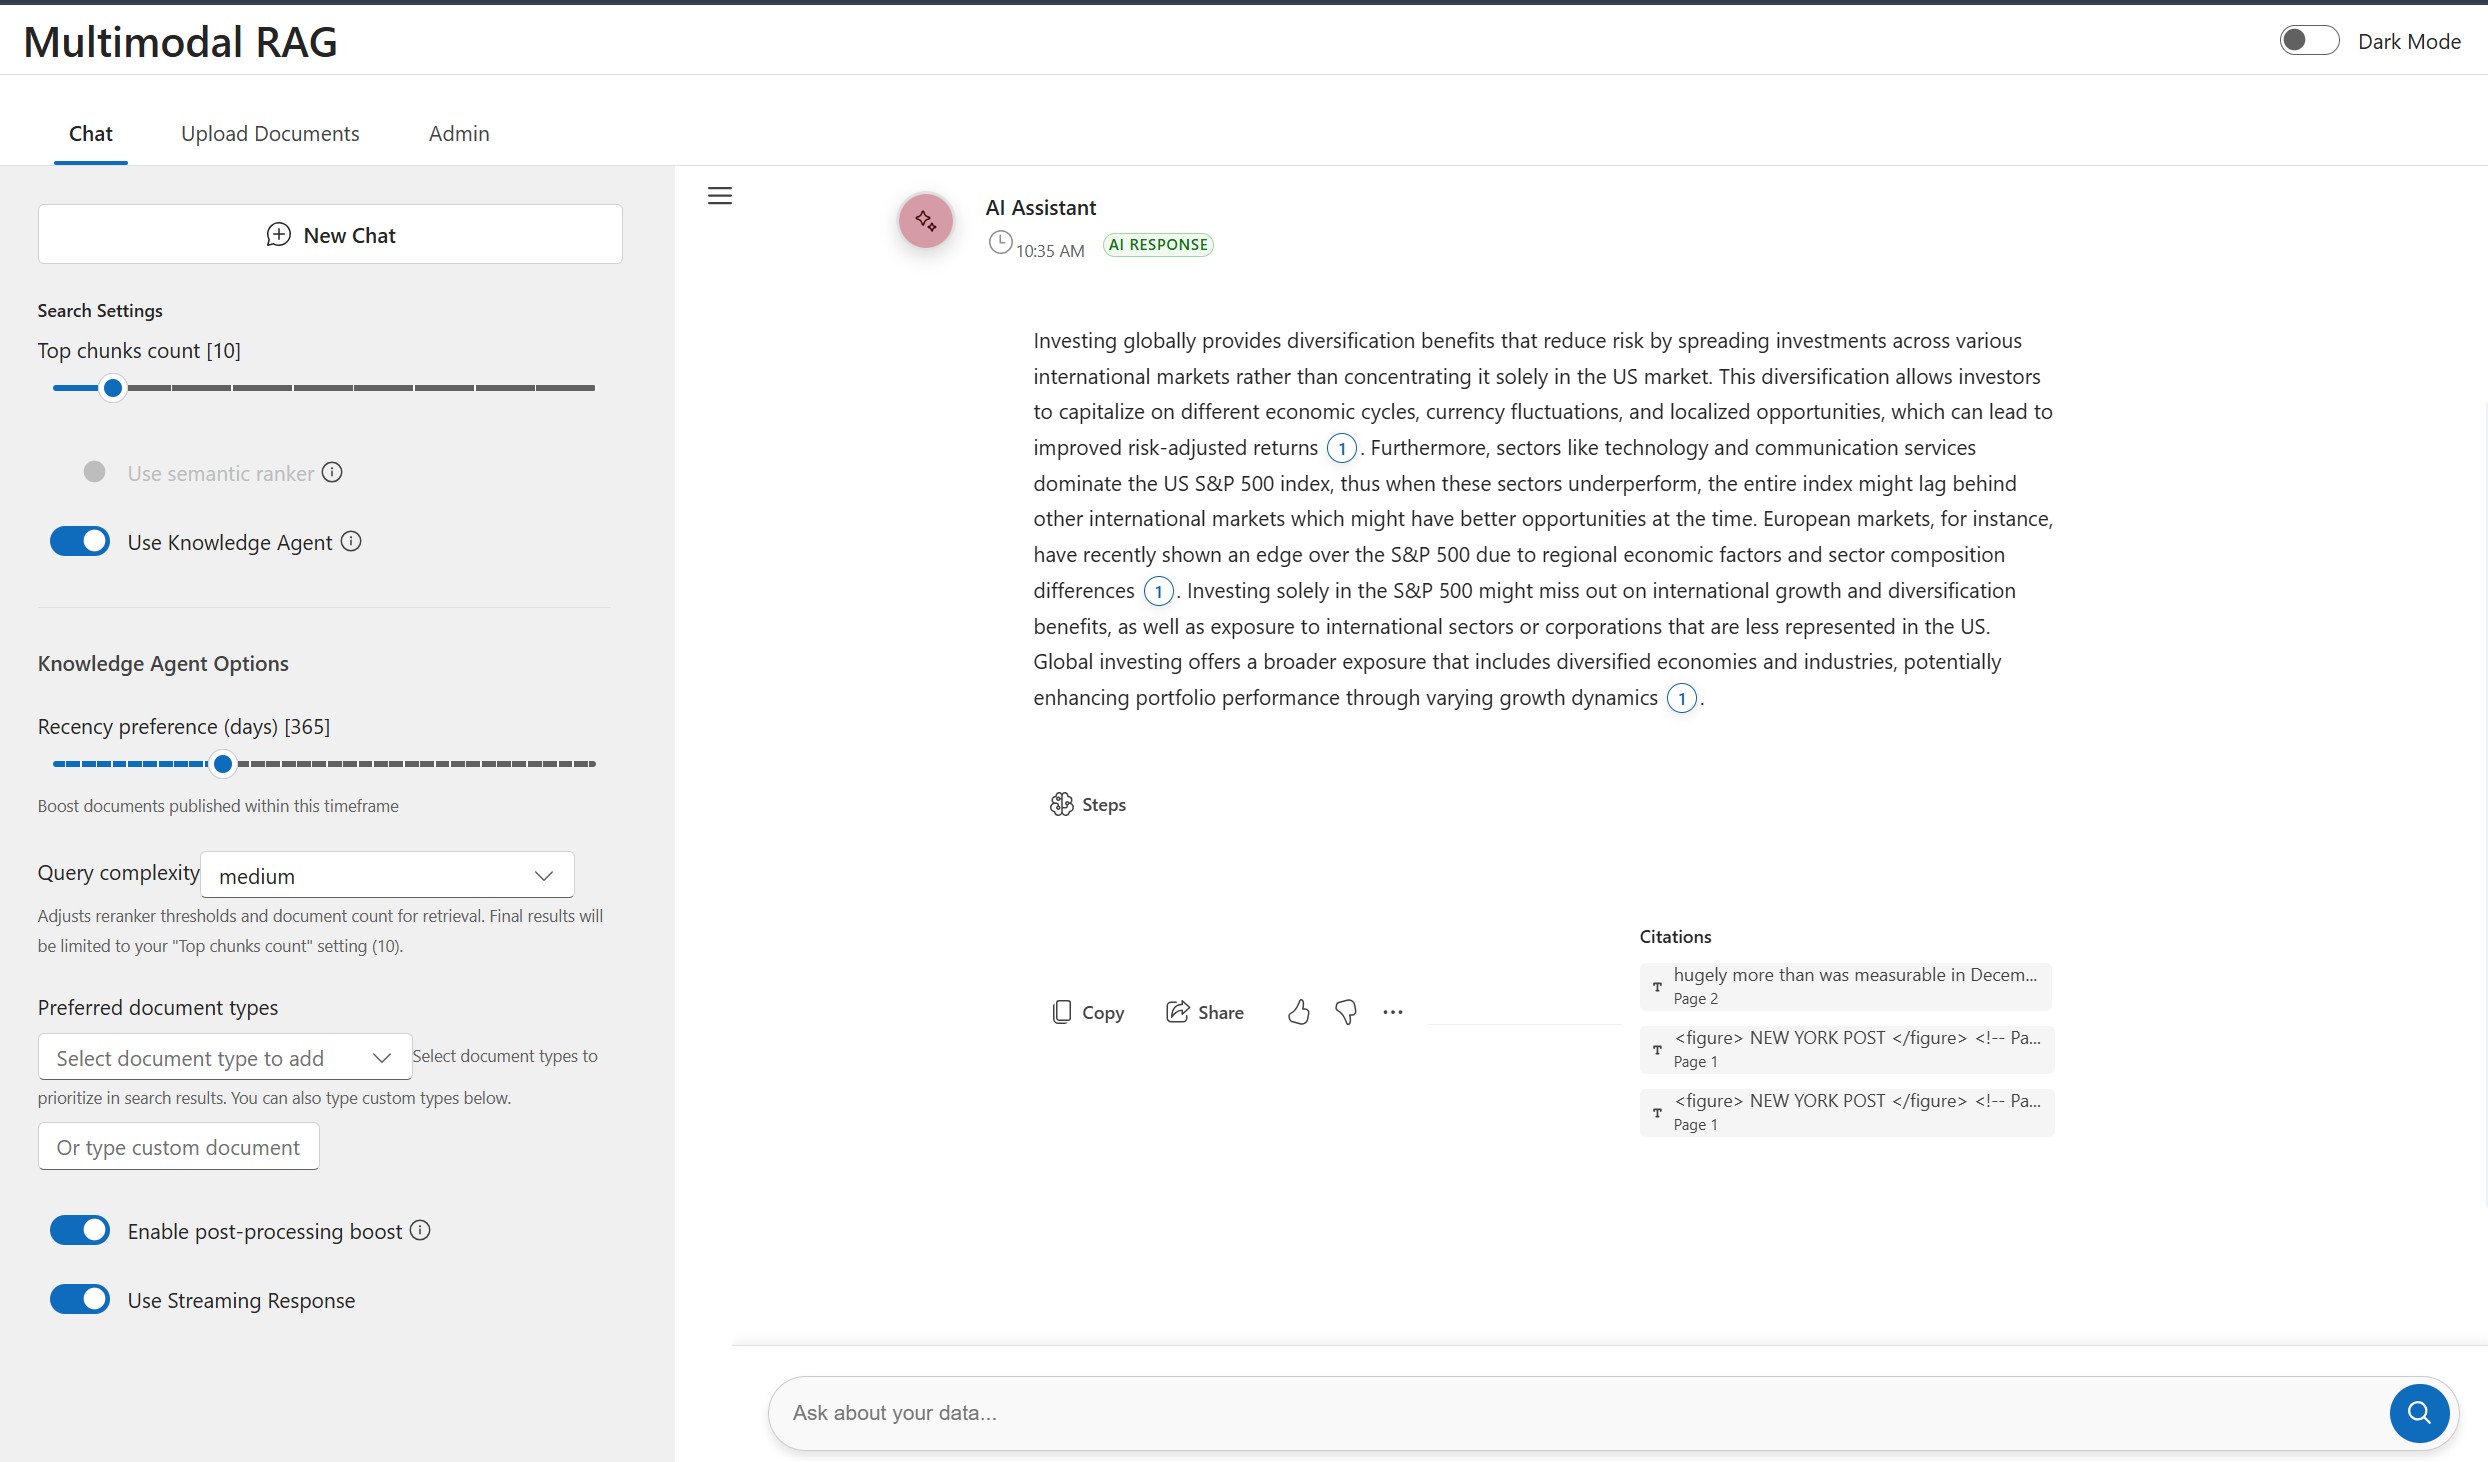 Multimodal RAG
Dark Mode
Chat
Upload Documents
Admin
New Chat
Search Settings
Top chunks count [10]
Use semantic ranker
Use Knowledge Agent
Knowledge Agent Options
Recency preference (days) [365]
Boost documents published within this timeframe
Query complexity
medium
Adjusts reranker thresholds and document count for retrieval. Final results will
be limited to your "Top chunks count" setting (10).
Preferred document types
Select document type to add
Select document types to
prioritize in search results. You can also type custom types below.
Or type custom document
Enable post-processing boost
Use Streaming Response
AI Assistant
10:35 AM
AI RESPONSE
Investing globally provides diversification benefits that reduce risk by spreading investments across various
international markets rather than concentrating it solely in the US market. This diversification allows investors
to capitalize on different economic cycles, currency fluctuations, and localized opportunities, which can lead to
improved risk-adjusted returns 1. Furthermore, sectors like technology and communication services
dominate the US S&P 500 index, thus when these sectors underperform, the entire index might lag behind
other international markets which might have better opportunities at the time. European markets, for instance,
have recently shown an edge over the S&P 500 due to regional economic factors and sector composition
differences 1. Investing solely in the S&P 500 might miss out on international growth and diversification
benefits, as well as exposure to international sectors or corporations that are less represented in the US.
Global investing offers a broader exposure that includes diversified economies and industries, potentially
enhancing portfolio performance through varying growth dynamics 1.
Steps
Copy
Share
Citations
T hugely more than was measurable in Decem...
Page 2
T <figure> NEW YORK POST </figure> <!-- Pa...
Page 1
T <figure> NEW YORK POST </figure> <!-- Pa...
Page 1
Ask about your data...